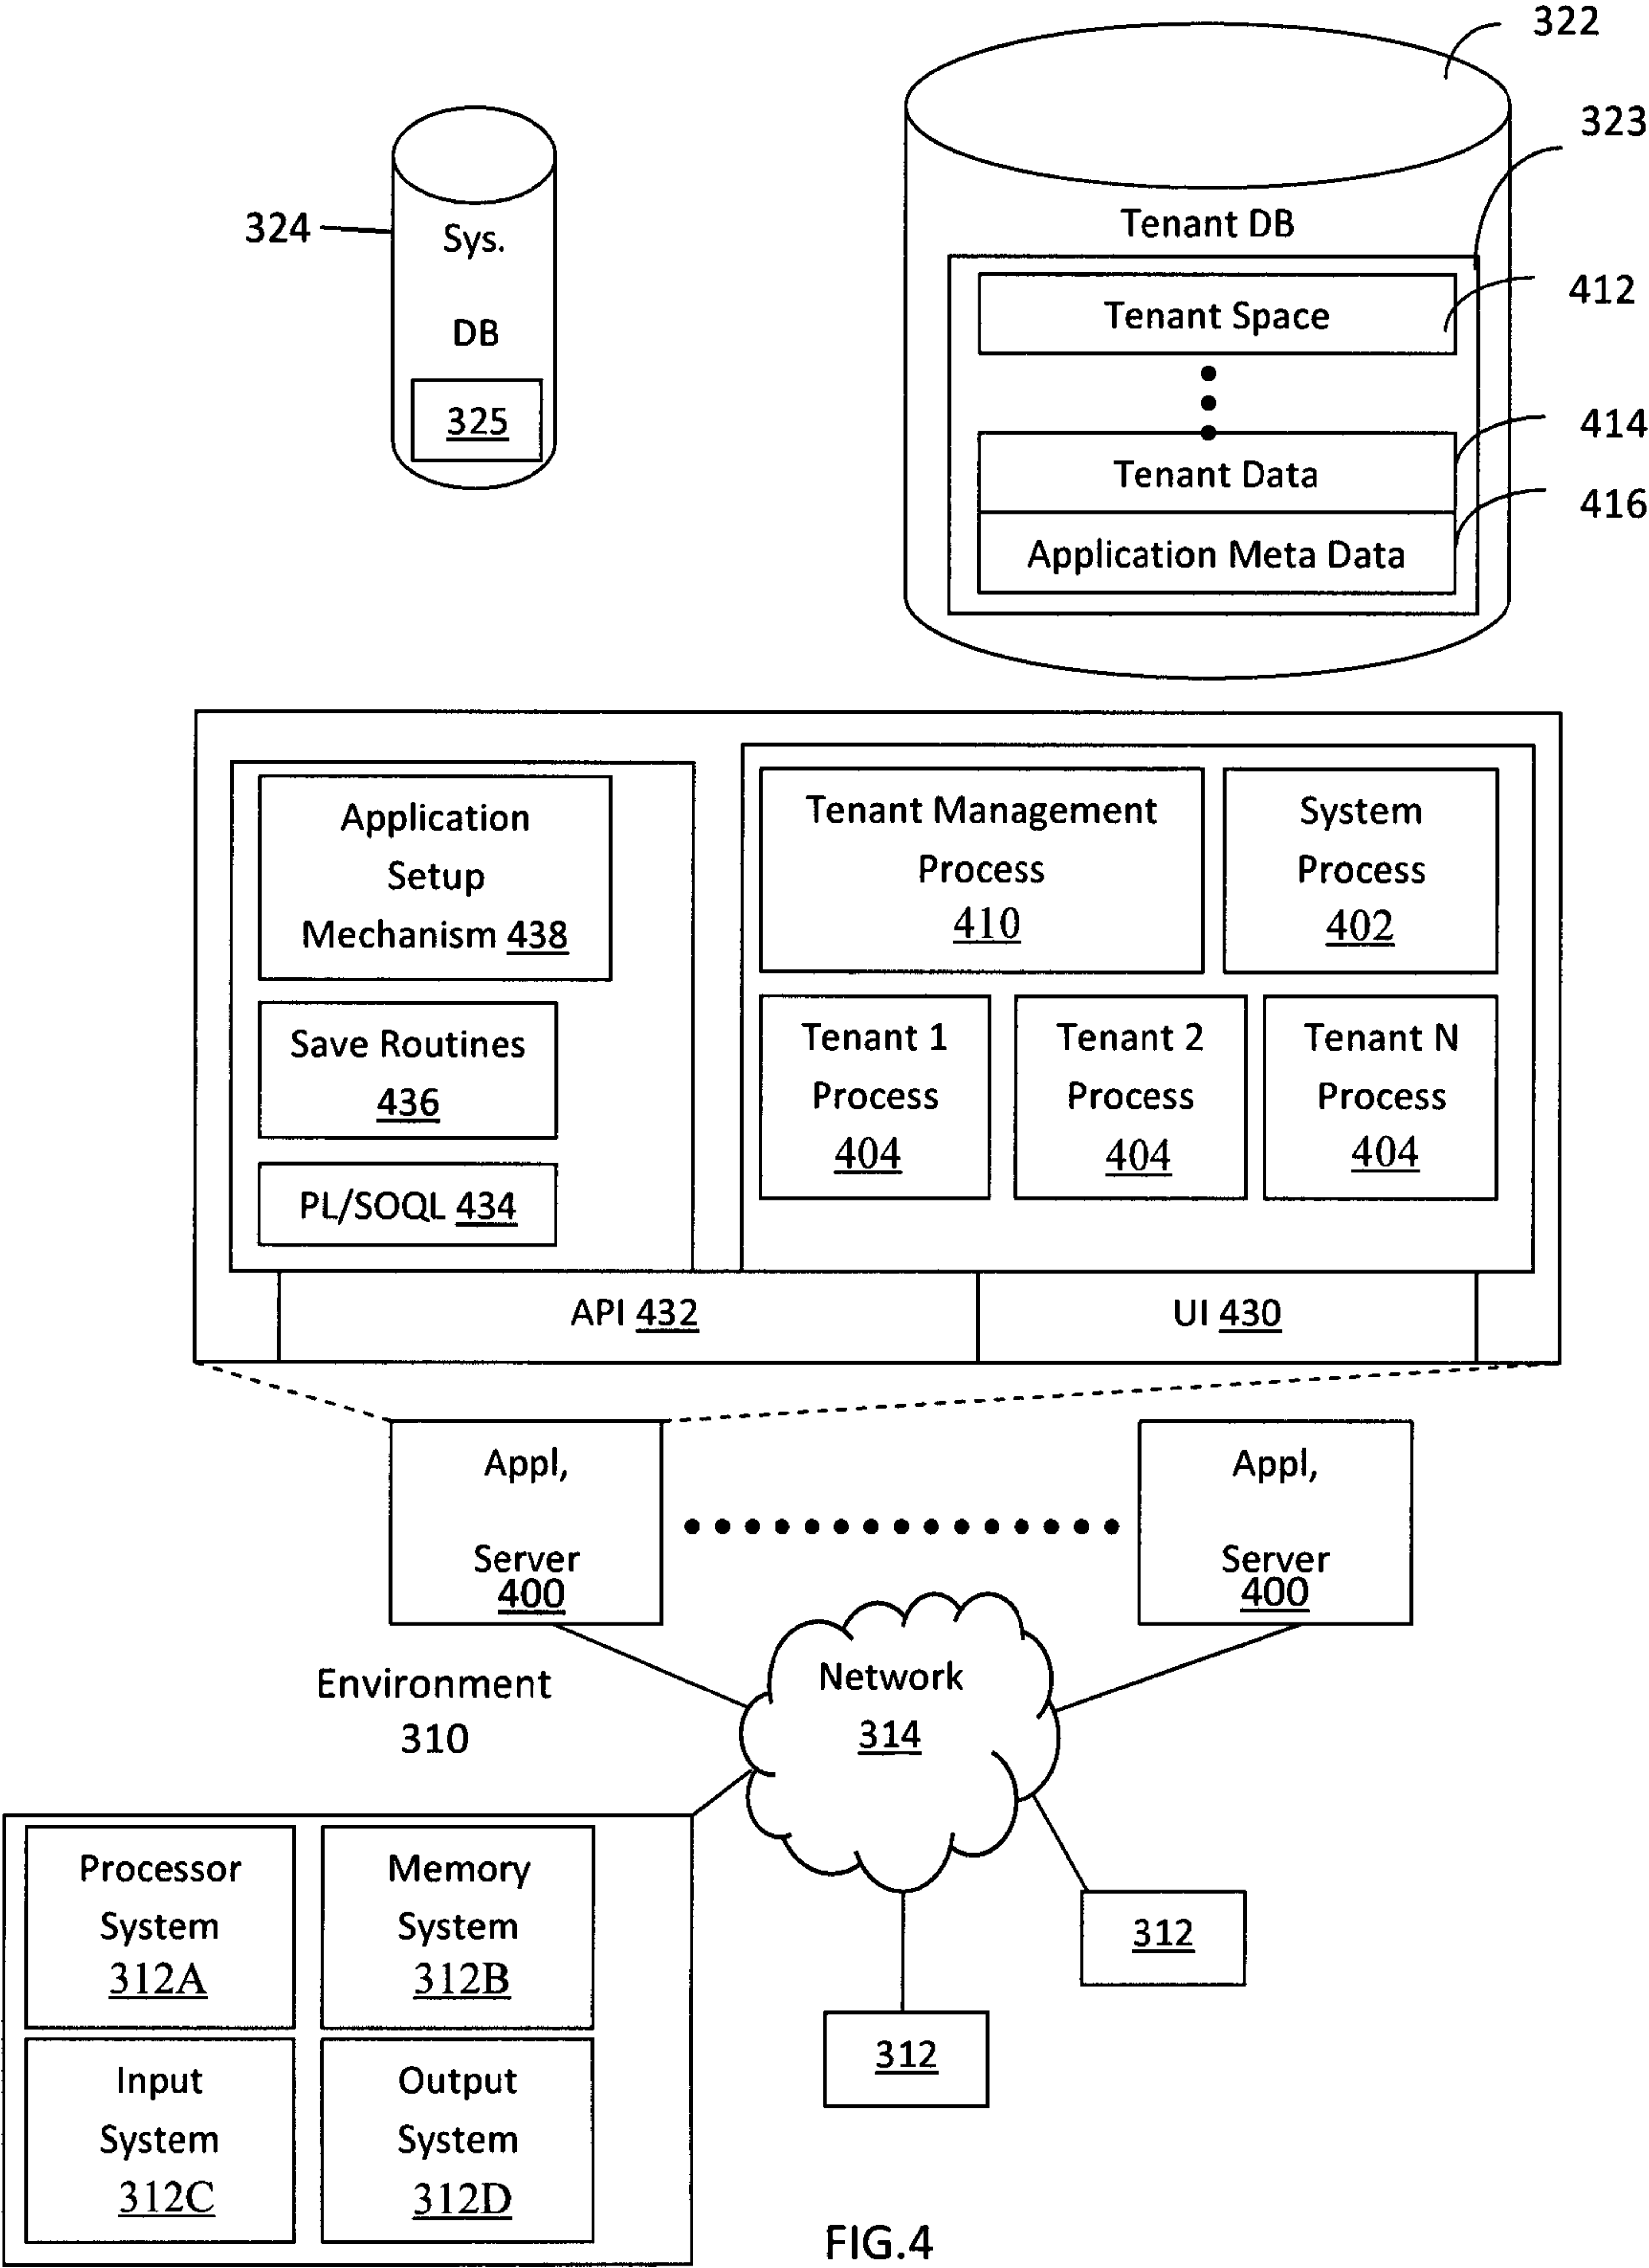 322
323
Tenant DB
324
Sys.
DB
325
412
Tenant Space
414
Tenant Data
416
Application Meta Data
Application
Setup
Mechanism 438
Tenant Management
Process
410
System
Process
402
Save Routines
436
Tenant 1
Process
404
Tenant 2
Process
404
Tenant N
Process
404
PL/SOQL 434
API 432
UI 430
Appl,
Server
400
Appl,
Server
400
Environment
310
Network
314
Processor
System
312A
Memory
System
312B
312
312
Input
System
312C
Output
System
312D
FIG.4